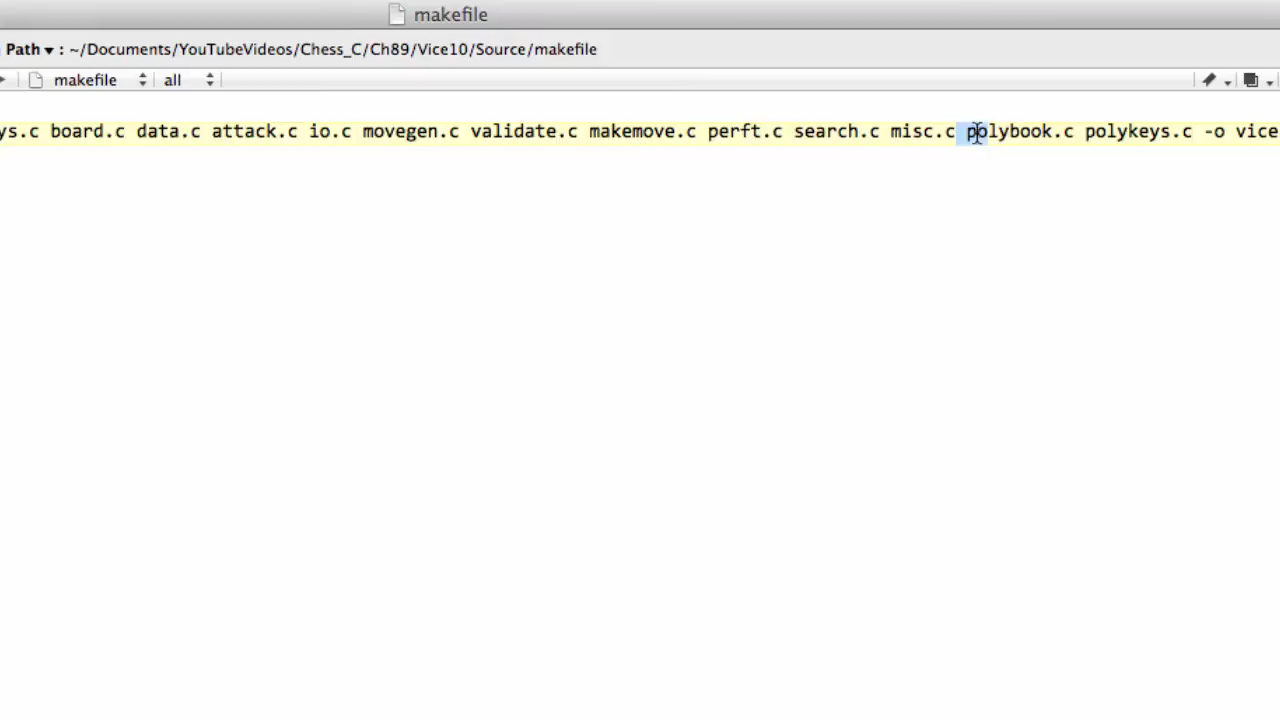 makefile
Path : ~/Documents/YouTubeVideos/Chess_C/Ch89/Vice10/Source/makefile
makefile all
ys.c board.c data.c attack.c io.c movegen.c validate.c makemove.c perft.c search.c misc.c polybook.c polykeys.c -o vice